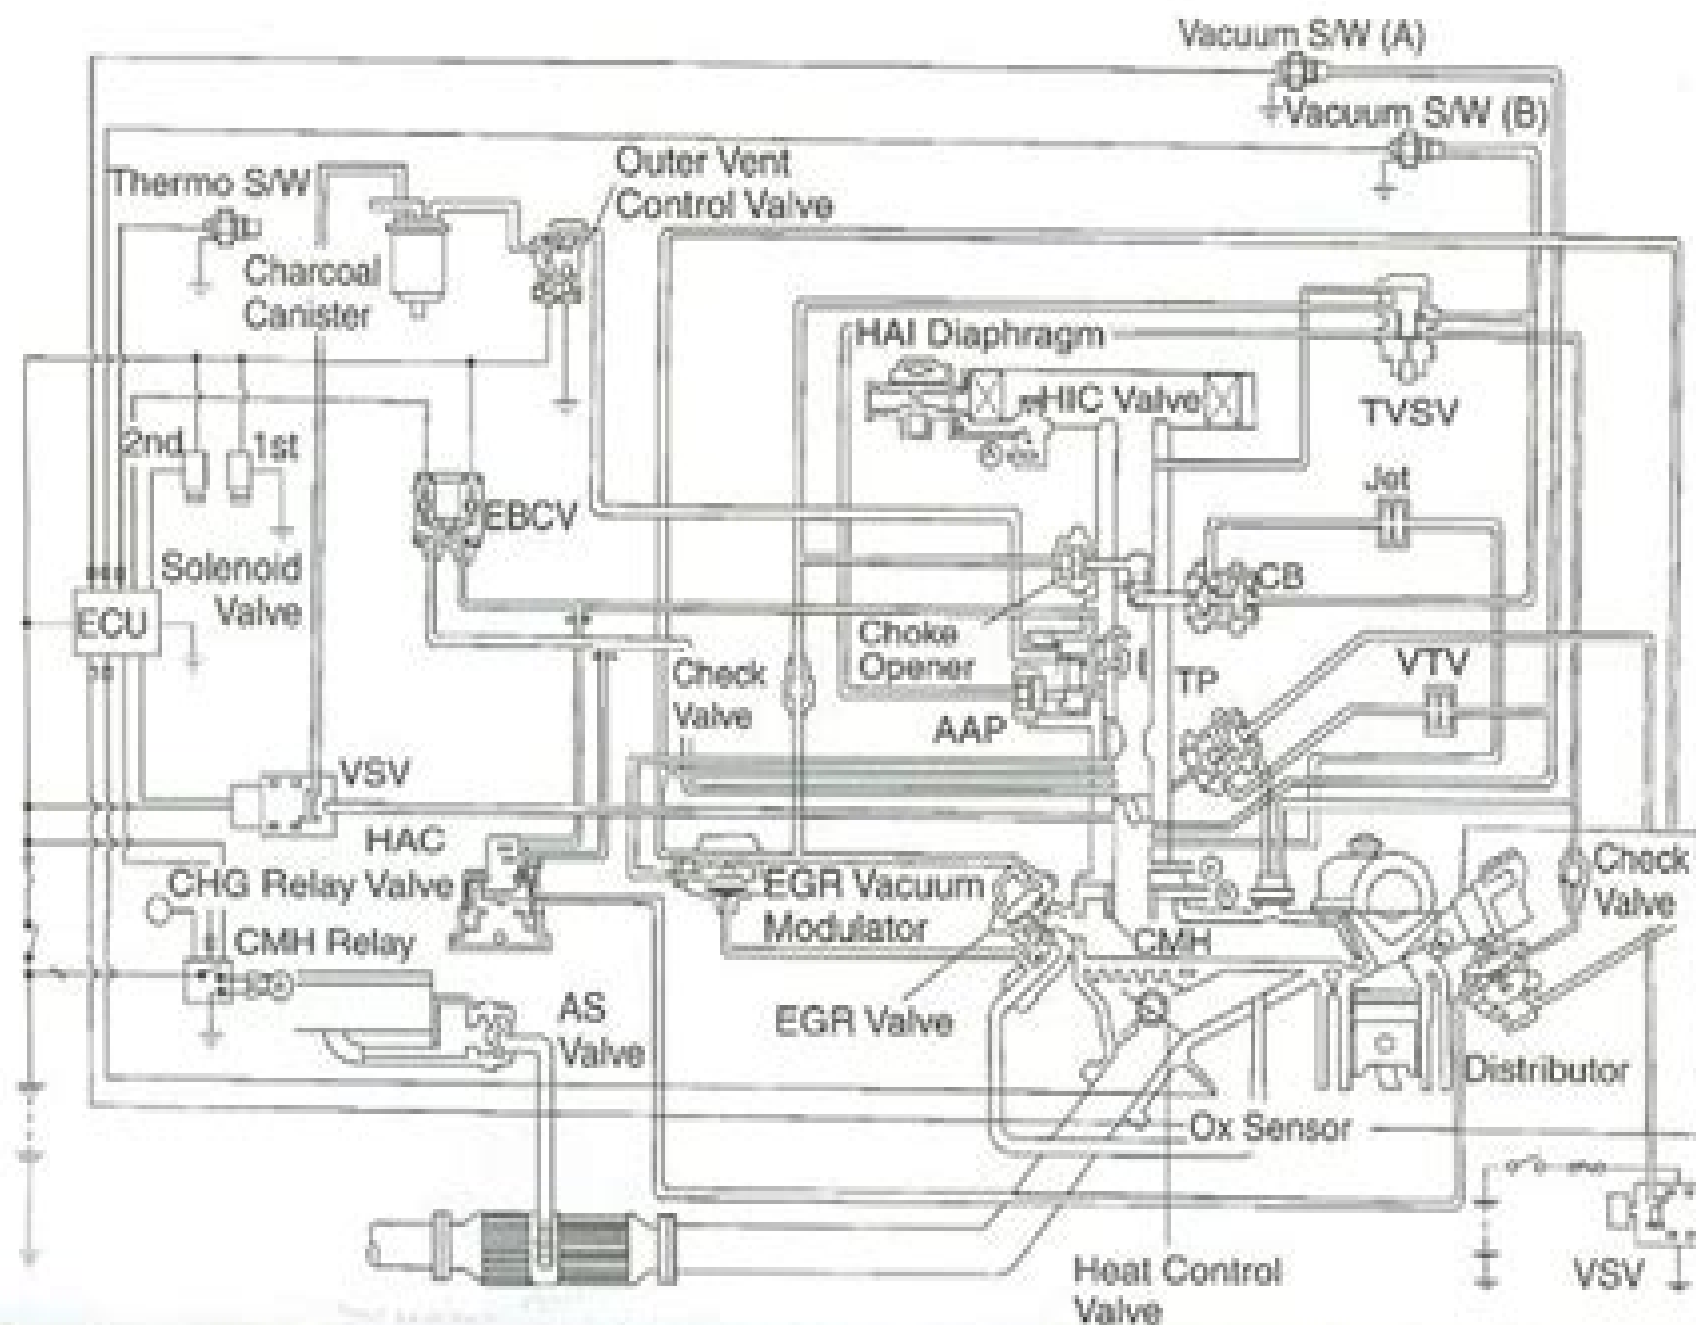 Vacuum S/W (A)
Vacuum S/W (B)
Outer Vent
Control Valve
Thermo S/W
Charcoal
Canister
HAI Diaphragm
HIC Valve
TVSV
2nd
1st
Jet
EBCV
Solenoid
Valve
CB
ECU
Choke
Opener
Check
Valve
TP
VTV
AAP
VSV
HAC
CHG Relay Valve
EGR Vacuum
Modulator
Check
Valve
CMH Relay
CMH
AS
Valve
EGR Valve
Distributor
Ox Sensor
Heat Control
Valve
VSV